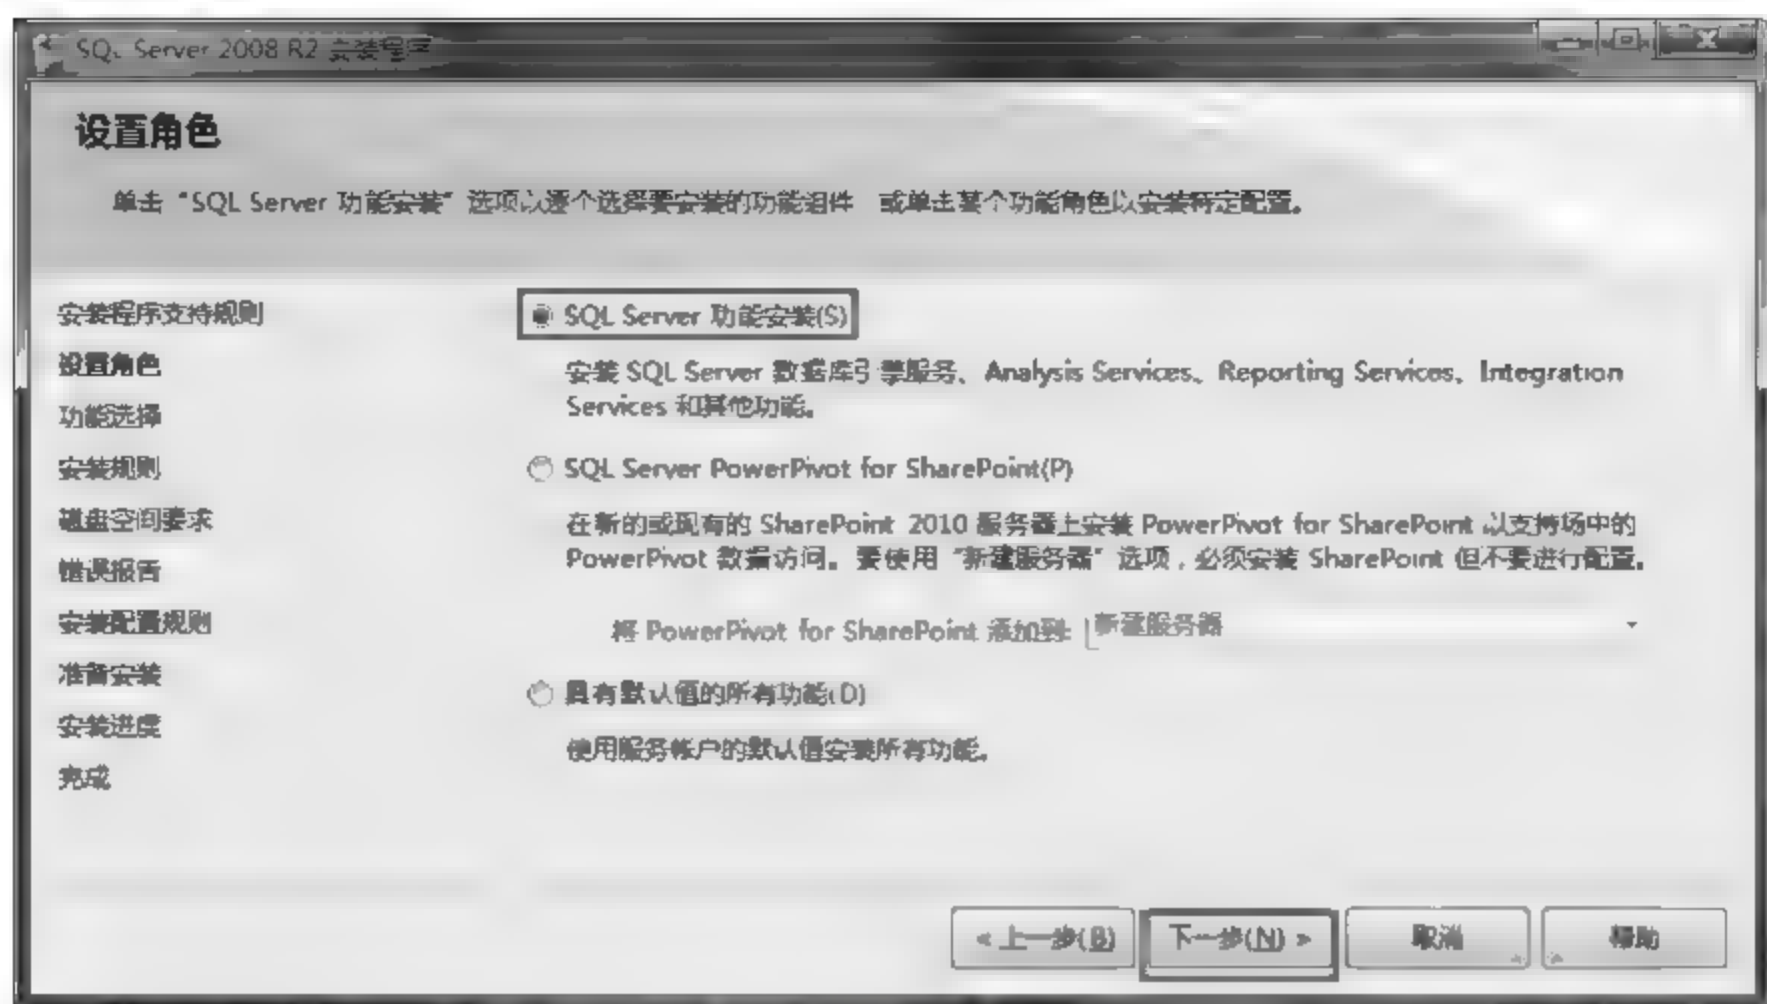 SQL Server 2008 R2 安装程序
设置角色
单击“SQL Server 功能安装”选项以逐个选择要安装的功能组件 或单击某个功能角色以安装特定配置。
安装程序支持规则
设置角色
功能选择
安装规则
磁盘空间要求
错误报告
安装配置规则
准备安装
安装进度
完成
SQL Server 功能安装(S)
安装 SQL Server 数据库引擎服务、Analysis Services、Reporting Services、Integration
Services 和其他功能。
SQL Server PowerPivot for SharePoint(P)
在新的或现有的 SharePoint 2010 服务器上安装 PowerPivot for SharePoint 以支持场中的
PowerPivot 数据访问。要使用“新建服务器”选项，必须安装 SharePoint 但不要进行配置。
将 PowerPivot for SharePoint 添加到: 新建服务器
具有默认值的所有功能(D)
使用服务帐户的默认值安装所有功能。
< 上一步(B) 下一步(N) > 取消 帮助